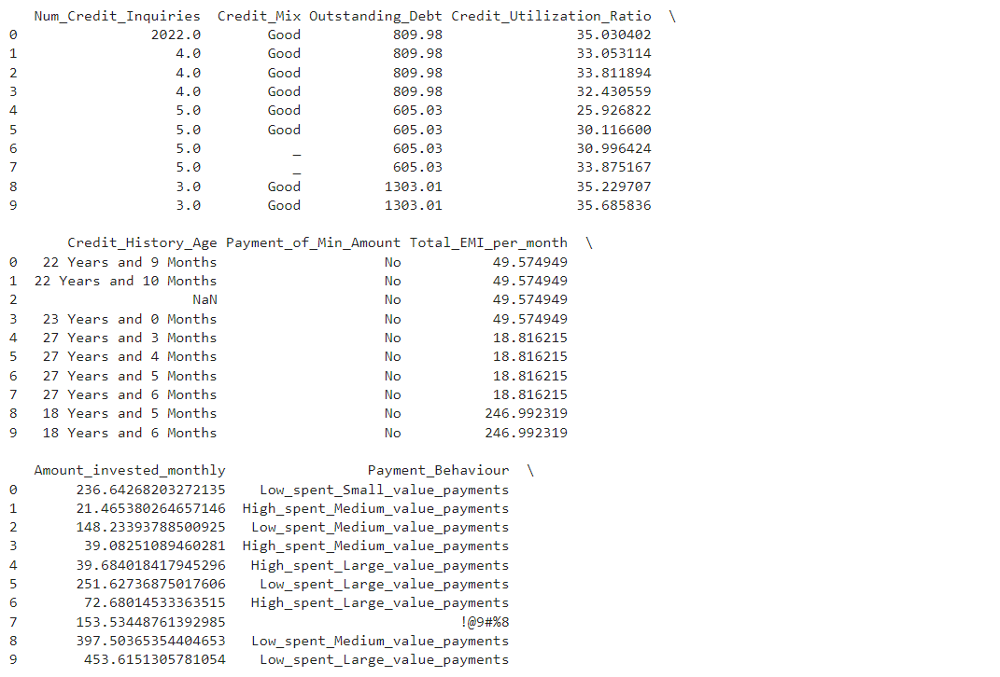 Num_Credit_Inquiries  Credit_Mix Outstanding_Debt Credit_Utilization_Ratio  \
0                2022.0        Good           809.98                35.030402
1                   4.0        Good           809.98                33.053114
2                   4.0        Good           809.98                33.811894
3                   4.0        Good           809.98                32.430559
4                   5.0        Good           605.03                25.926822
5                   5.0        Good           605.03                30.116600
6                   5.0           _           605.03                30.996424
7                   5.0           _           605.03                33.875167
8                   3.0        Good          1303.01                35.229707
9                   3.0        Good          1303.01                35.685836

       Credit_History_Age Payment_of_Min_Amount Total_EMI_per_month  \
0   22 Years and 9 Months                    No           49.574949
1  22 Years and 10 Months                    No           49.574949
2                     NaN                    No           49.574949
3   23 Years and 0 Months                    No           49.574949
4   27 Years and 3 Months                    No           18.816215
5   27 Years and 4 Months                    No           18.816215
6   27 Years and 5 Months                    No           18.816215
7   27 Years and 6 Months                    No           18.816215
8   18 Years and 5 Months                    No          246.992319
9   18 Years and 6 Months                    No          246.992319

   Amount_invested_monthly                 Payment_Behaviour  \
0       236.64268203272135    Low_spent_Small_value_payments
1       21.465380264657146  High_spent_Medium_value_payments
2       148.23393788500925   Low_spent_Medium_value_payments
3        39.08251089460281  High_spent_Medium_value_payments
4       39.684018417945296   High_spent_Large_value_payments
5       251.62736875017606    Low_spent_Large_value_payments
6        72.68014533363515   High_spent_Large_value_payments
7       153.53448761392985                            !@9#%8
8       397.50365354404653   Low_spent_Medium_value_payments
9        453.6151305781054    Low_spent_Large_value_payments